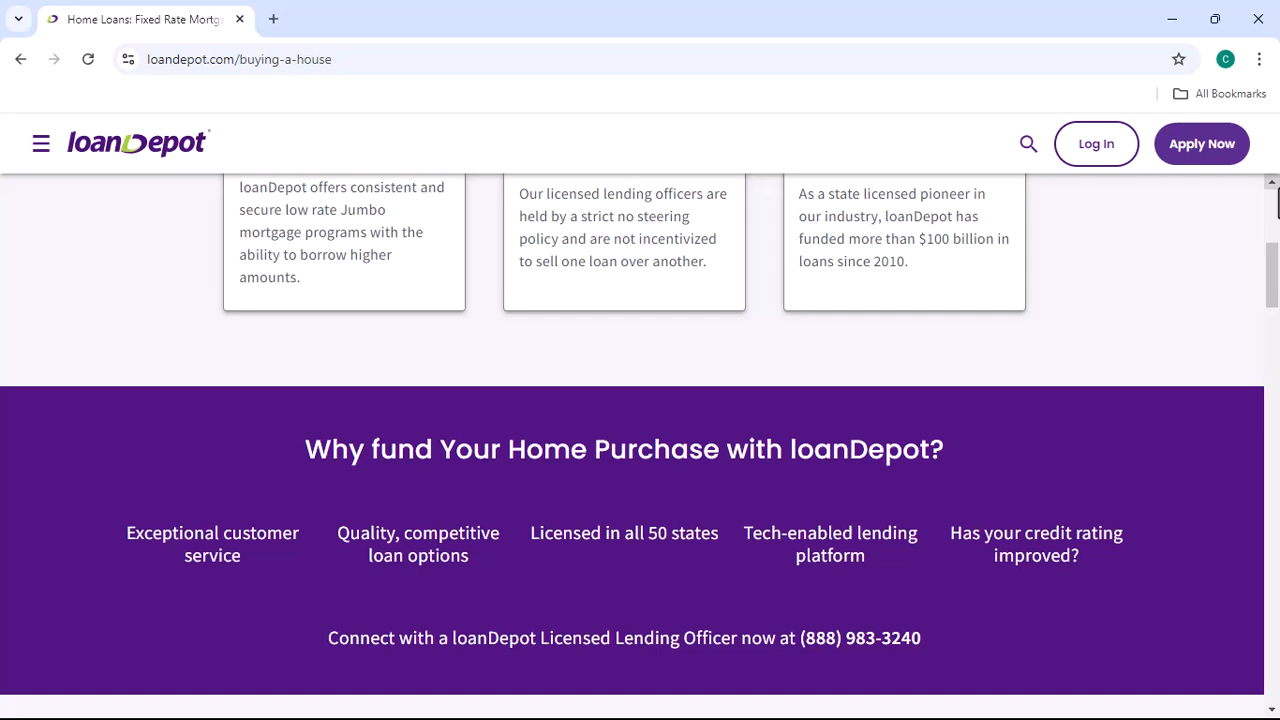 Home Loans: Fixed Rate Mortga
loandepot.com/buying-a-house
C
All Bookmarks
loanDepot
Log In
Apply Now
loanDepot offers consistent and
secure low rate Jumbo
mortgage programs with the
ability to borrow higher
amounts.
Our licensed lending officers are
held by a strict no steering
policy and are not incentivized
to sell one loan over another.
As a state licensed pioneer in
our industry, loanDepot has
funded more than $100 billion in
loans since 2010.
Why fund Your Home Purchase with loanDepot?
Exceptional customer
service
Quality, competitive
loan options
Licensed in all 50 states
Tech-enabled lending
platform
Has your credit rating
improved?
Connect with a loanDepot Licensed Lending Officer now at (888) 983-3240